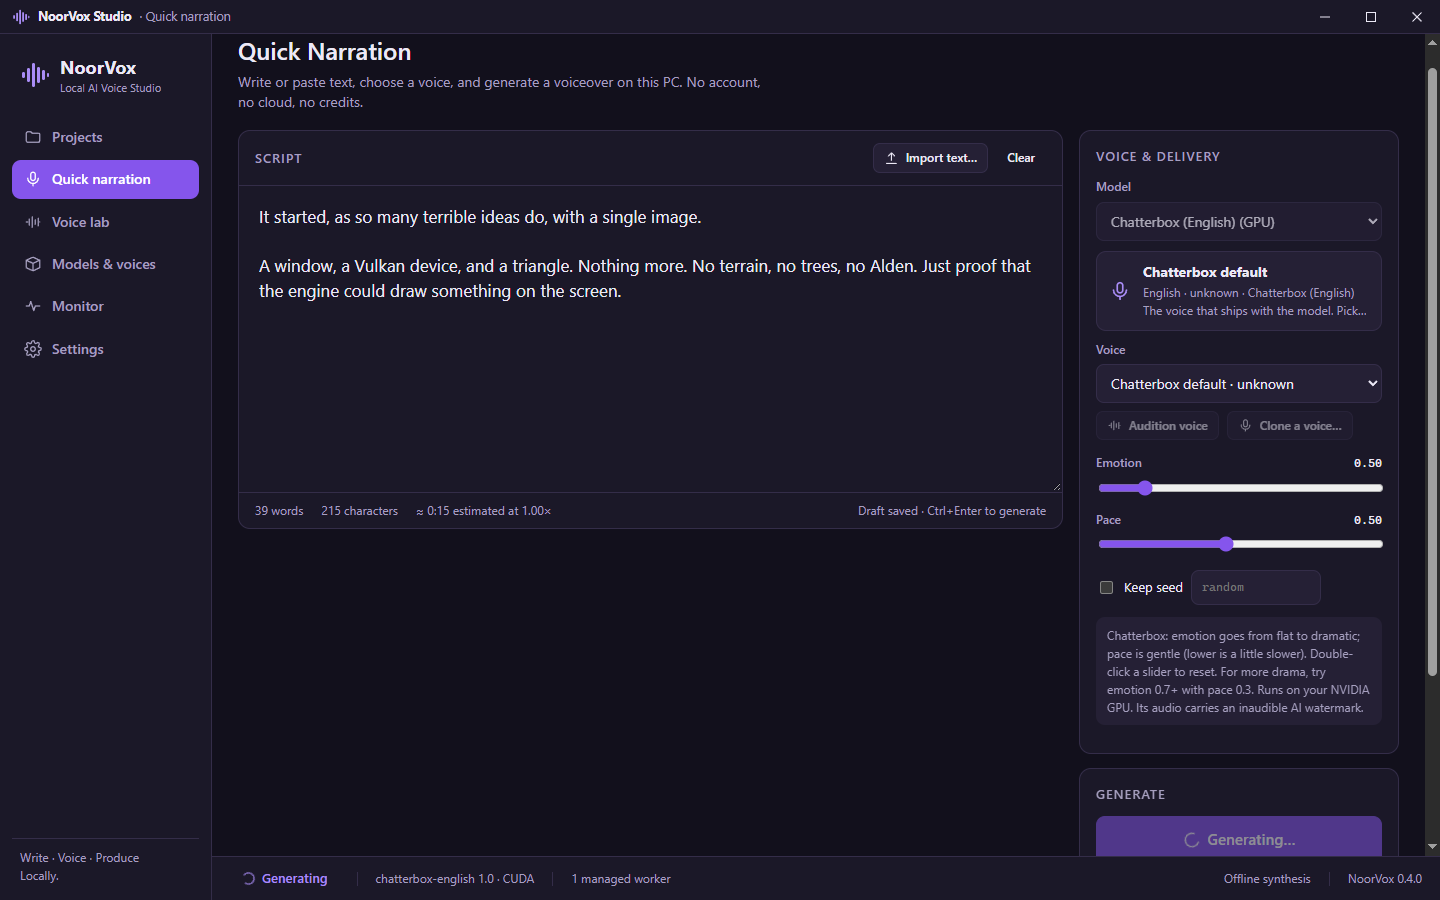 NoorVox Studio · Quick narration
NoorVox
Local AI Voice Studio
Projects
Quick narration
Voice lab
Models & voices
Monitor
Settings
Write · Voice · Produce
Locally.
Quick Narration
Write or paste text, choose a voice, and generate a voiceover on this PC. No account,
no cloud, no credits.
SCRIPT
Import text...
Clear
It started, as so many terrible ideas do, with a single image.
A window, a Vulkan device, and a triangle. Nothing more. No terrain, no trees, no Alden. Just proof that
the engine could draw something on the screen.
39 words
215 characters
≈ 0:15 estimated at 1.00×
Draft saved · Ctrl+Enter to generate
VOICE & DELIVERY
Model
Chatterbox (English) (GPU)
Chatterbox default
English · unknown · Chatterbox (English)
The voice that ships with the model. Pick...
Voice
Chatterbox default · unknown
Audition voice
Clone a voice...
Emotion
0.50
Pace
0.50
Keep seed
random
Chatterbox: emotion goes from flat to dramatic;
pace is gentle (lower is a little slower). Double-
click a slider to reset. For more drama, try
emotion 0.7+ with pace 0.3. Runs on your NVIDIA
GPU. Its audio carries an inaudible AI watermark.
GENERATE
Generating...
Generating
chatterbox-english 1.0 · CUDA
1 managed worker
Offline synthesis
NoorVox 0.4.0